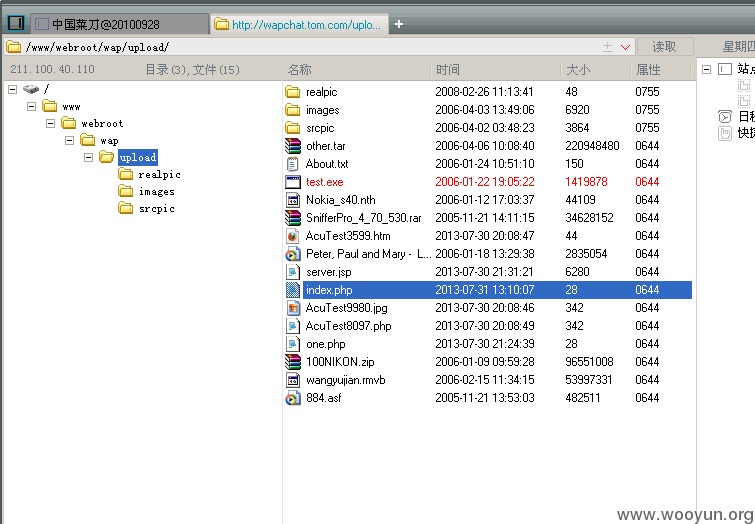 中国菜刀@20100928 http://wapchat.tom.com/uplo... +
/www/webroot/wap/upload/ 读取 星期四
211.100.40.110 目录(3),文件(15) 名称 时间 大小 属性
/
www
webroot
wap
upload
realpic
images
srcpic
realpic 2008-02-26 11:13:41 48 0755
images 2006-04-03 13:49:06 6920 0755
srcpic 2006-04-02 03:48:23 3864 0755
other.tar 2006-04-06 10:08:40 220948480 0644
About.txt 2006-01-24 10:51:10 150 0644
test.exe 2006-01-22 19:05:22 1419878 0644
Nokia_s40.nth 2006-01-12 17:03:37 44109 0644
SnifferPro_4_70_530.rar 2005-11-21 14:11:15 34628152 0644
AcuTest3599.htm 2013-07-30 20:08:47 44 0644
Peter, Paul and Mary - L... 2006-01-18 13:29:38 2835054 0644
server.jsp 2013-07-30 21:31:21 6280 0644
index.php 2013-07-31 13:10:07 28 0644
AcuTest9980.jpg 2013-07-30 20:08:46 342 0644
AcuTest8097.php 2013-07-30 20:08:49 342 0644
one.php 2013-07-30 21:24:39 28 0644
100NIKON.zip 2006-01-09 09:59:28 96551008 0644
wangyujian.rmvb 2006-02-15 11:34:15 53997331 0644
884.asf 2005-11-21 13:53:03 482511 0644
站点
日程
快捷
www.wooyun.org